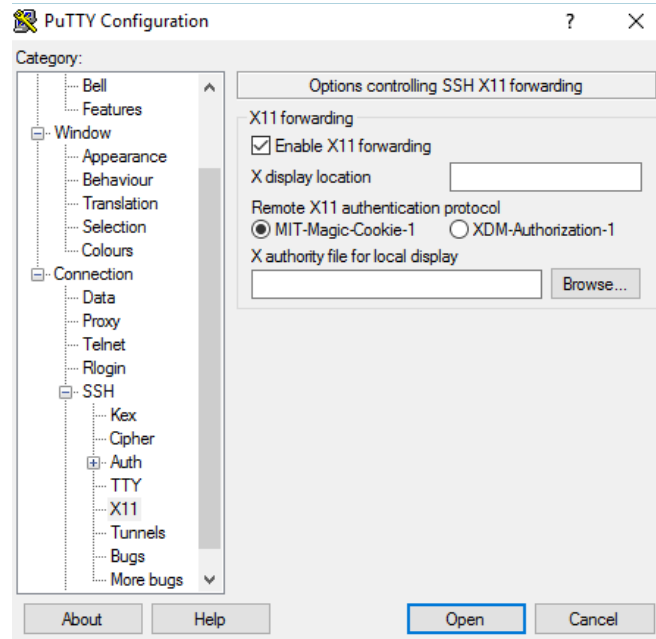 PuTTY Configuration
?
Category:
Bell
Features
Window
Appearance
Behaviour
Translation
Selection
Colours
Connection
Data
Proxy
Telnet
Rlogin
SSH
Kex
Cipher
Auth
TTY
X11
Tunnels
Bugs
More bugs
Options controlling SSH X11 forwarding
X11 forwarding
Enable X11 forwarding
X display location
Remote X11 authentication protocol
MIT-Magic-Cookie-1 XDM-Authorization-1
X authority file for local display
Browse...
About Help Open Cancel